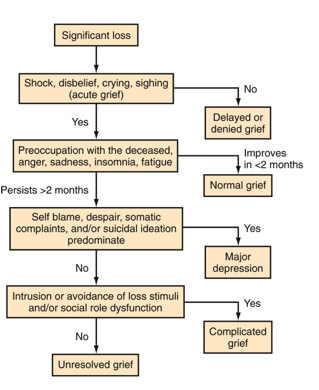 Significant loss
Shock, disbelief, crying, sighing
(acute grief)
No
Delayed or
denied grief
Yes
Preoccupation with the deceased,
anger, sadness, insomnia, fatigue
Improves
in <2 months
Normal grief
Persists >2 months
Self blame, despair, somatic
complaints, and/or suicidal ideation
predominate
Yes
Major
depression
No
Intrusion or avoidance of loss stimuli
and/or social role dysfunction
Yes
Complicated
grief
No
Unresolved grief